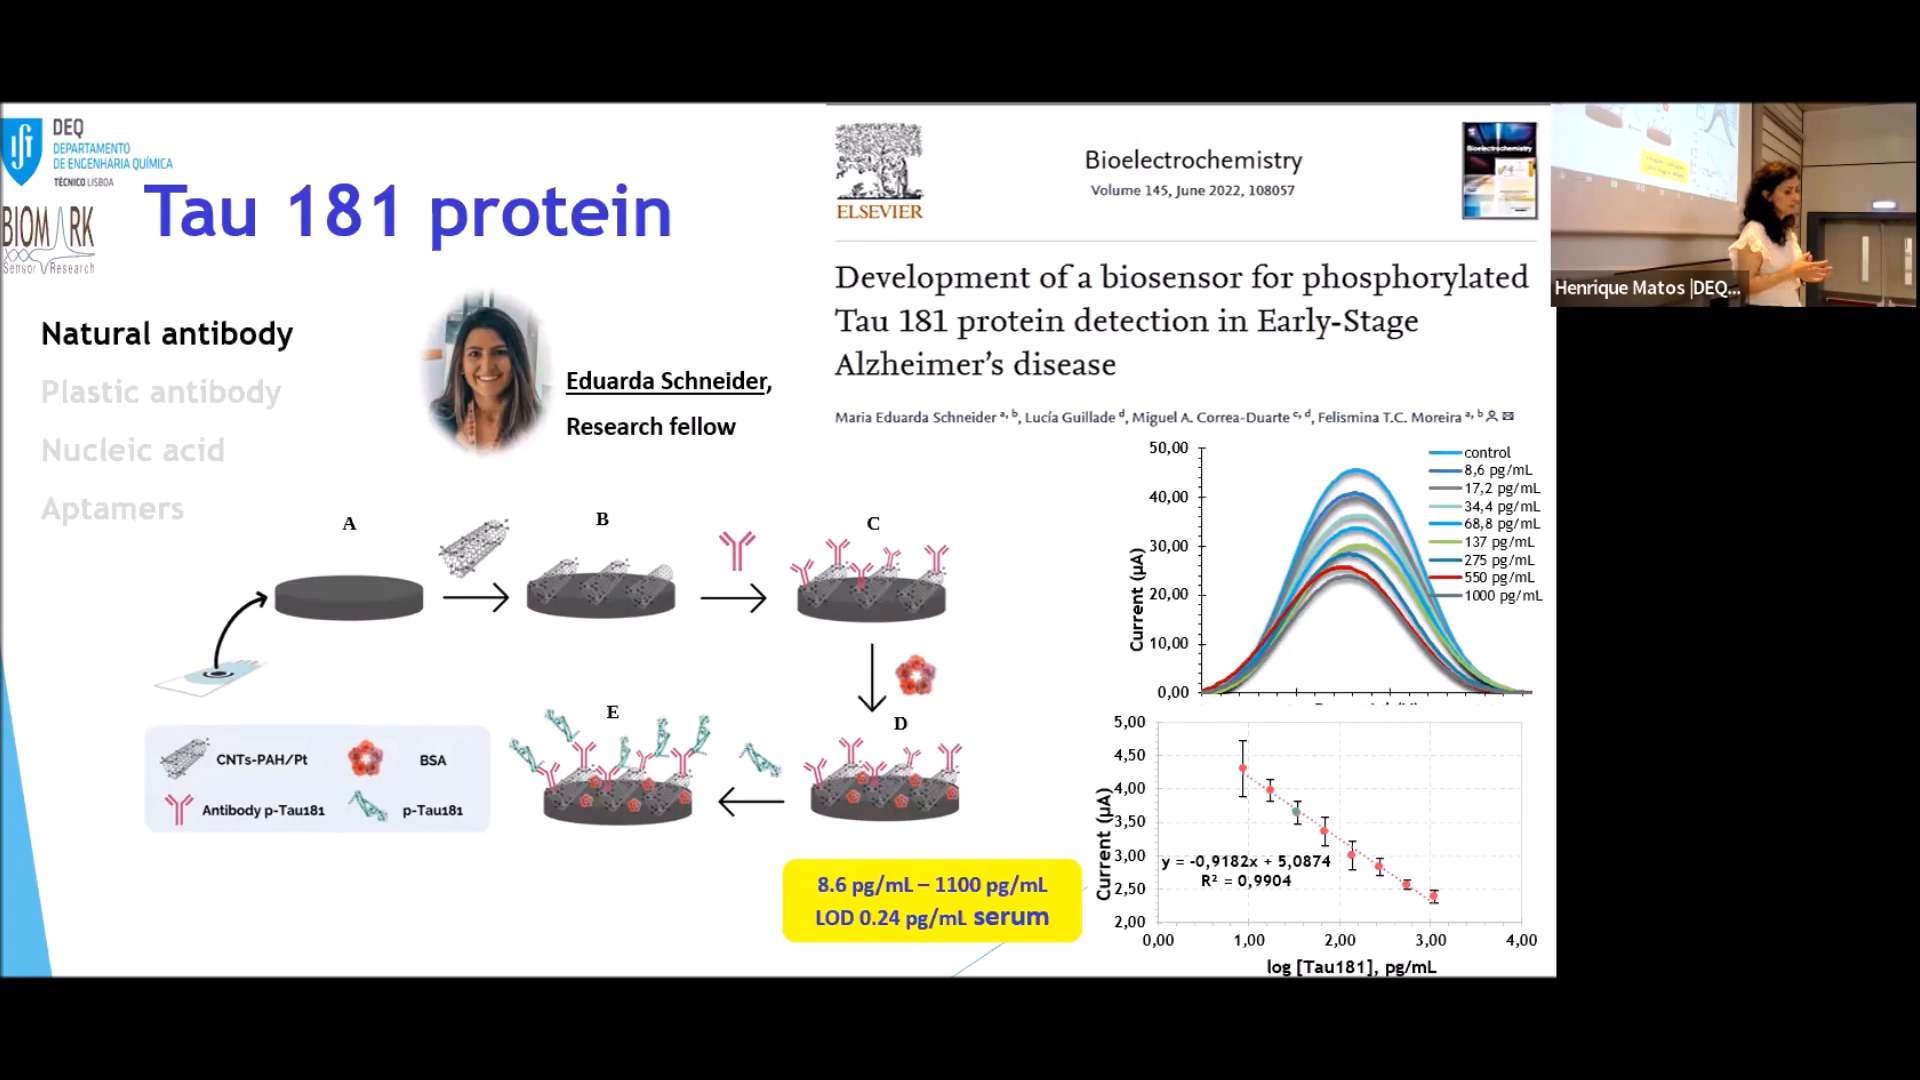 DEQ
DEPARTAMENTO
DE ENGENHARIA QUÍMICA
TÉCNICO LISBOA
BIOMARK
Sensor Research
Tau 181 protein
Natural antibody
Plastic antibody
Nucleic acid
Aptamers
Eduarda Schneider,
Research fellow
ELSEVIER
Bioelectrochemistry
Volume 145, June 2022, 108057
Bioelectrochemistry
Development of a biosensor for phosphorylated
Tau 181 protein detection in Early-Stage
Alzheimer's disease
Maria Eduarda Schneider a, b, Lucía Guillade d, Miguel A. Correa-Duarte c, d, Felismina T.C. Moreira a, b
Henrique Matos |DEQ...
A
B
C
D
E
CNTs-PAH/Pt
BSA
Antibody p-Tau181
p-Tau181
8.6 pg/mL – 1100 pg/mL
LOD 0.24 pg/mL serum
Current (µA)
50,00
40,00
30,00
20,00
10,00
0,00
control
8,6 pg/mL
17,2 pg/mL
34,4 pg/mL
68,8 pg/mL
137 pg/mL
275 pg/mL
550 pg/mL
1000 pg/mL
Current (µA)
5,00
4,50
4,00
3,50
3,00
2,50
2,00
y = -0,9182x + 5,0874
R² = 0,9904
0,00 1,00 2,00 3,00 4,00
log [Tau181], pg/mL